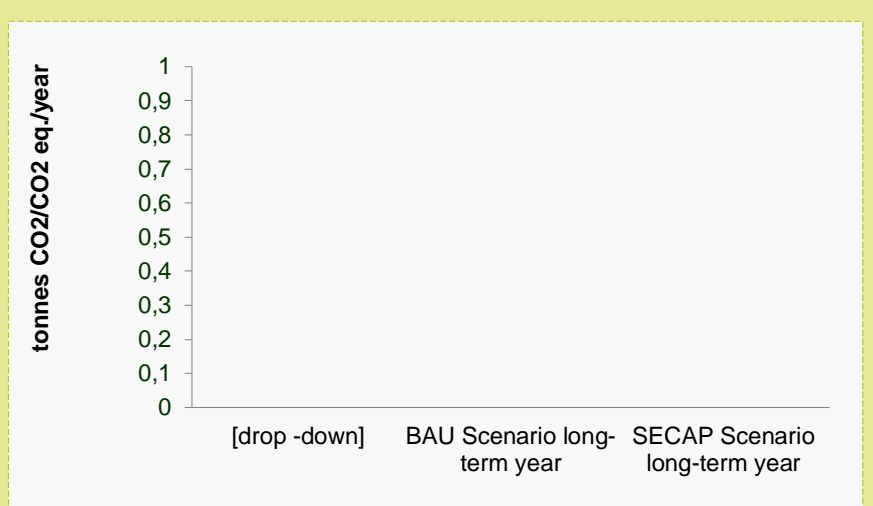 tonnes CO2/CO2 eq./year
1
0,9
0,8
0,7
0,6
0,5
0,4
0,3
0,2
0,1
0
[drop -down]
BAU Scenario long-
term year
SECAP Scenario
long-term year